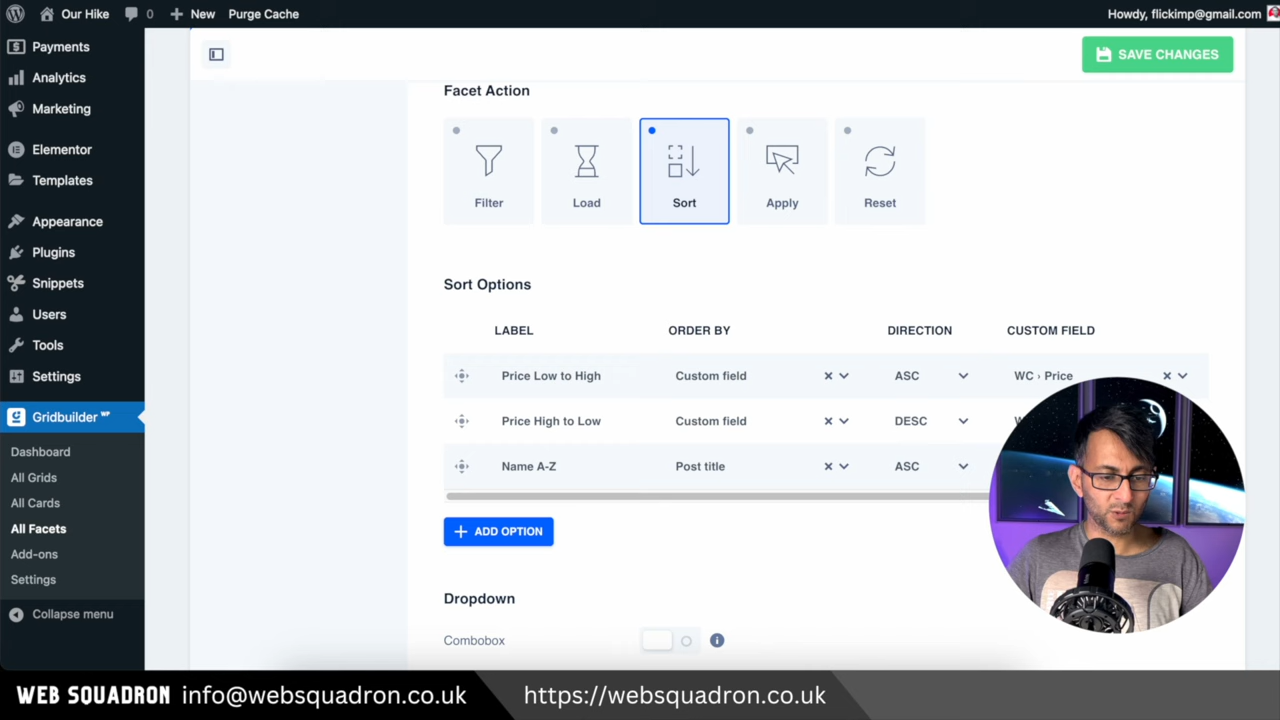 Our Hike 0 New Purge Cache Howdy, flickimp@gmail.com
Payments
Analytics
Marketing
Elementor
Templates
Appearance
Plugins
Snippets
Users
Tools
Settings
Gridbuilder WP
Dashboard
All Grids
All Cards
All Facets
Add-ons
Settings
Collapse menu
SAVE CHANGES
Facet Action
Filter Load Sort Apply Reset
Sort Options
LABEL ORDER BY DIRECTION CUSTOM FIELD
Price Low to High Custom field ASC WC › Price
Price High to Low Custom field DESC
Name A-Z Post title ASC
ADD OPTION
Dropdown
Combobox
WEB SQUADRON info@websquadron.co.uk https://websquadron.co.uk